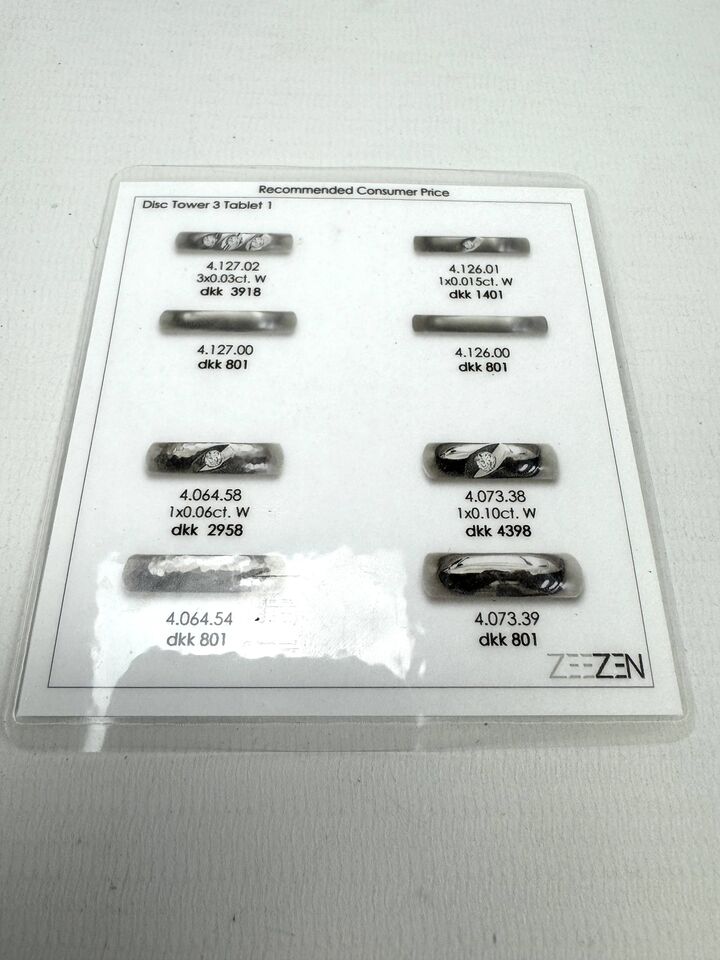 Recommended Consumer Price
Disc Tower 3 Tablet 1
4.127.02
3x0.03ct. W
dkk 3918
4.126.01
1x0.015ct. W
dkk 1401
4.127.00
dkk 801
4.126.00
dkk 801
4.064.58
1x0.06ct. W
dkk 2958
4.073.38
1x0.10ct. W
dkk 4398
4.064.54
dkk 801
4.073.39
dkk 801
ZEEZEN